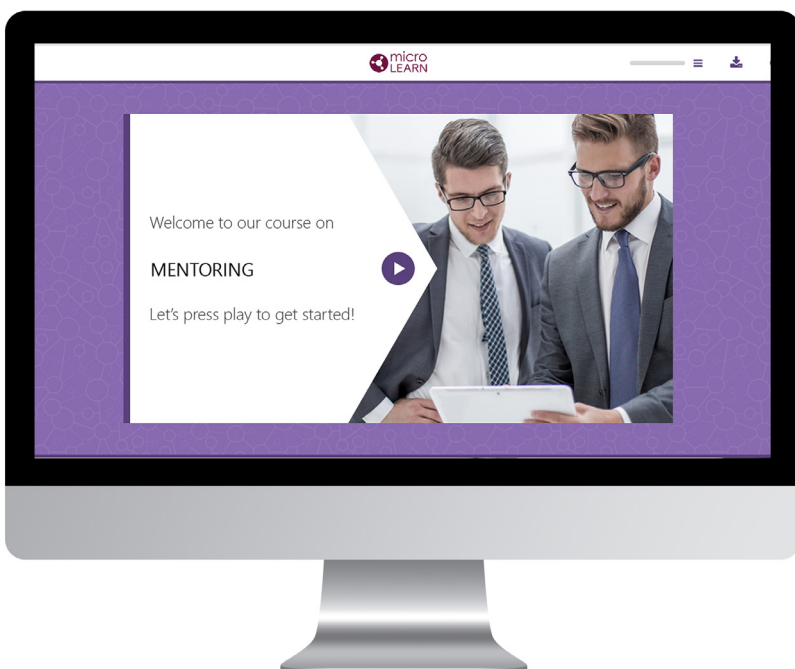 micro
LEARN
Welcome to our course on
MENTORING
Let's press play to get started!